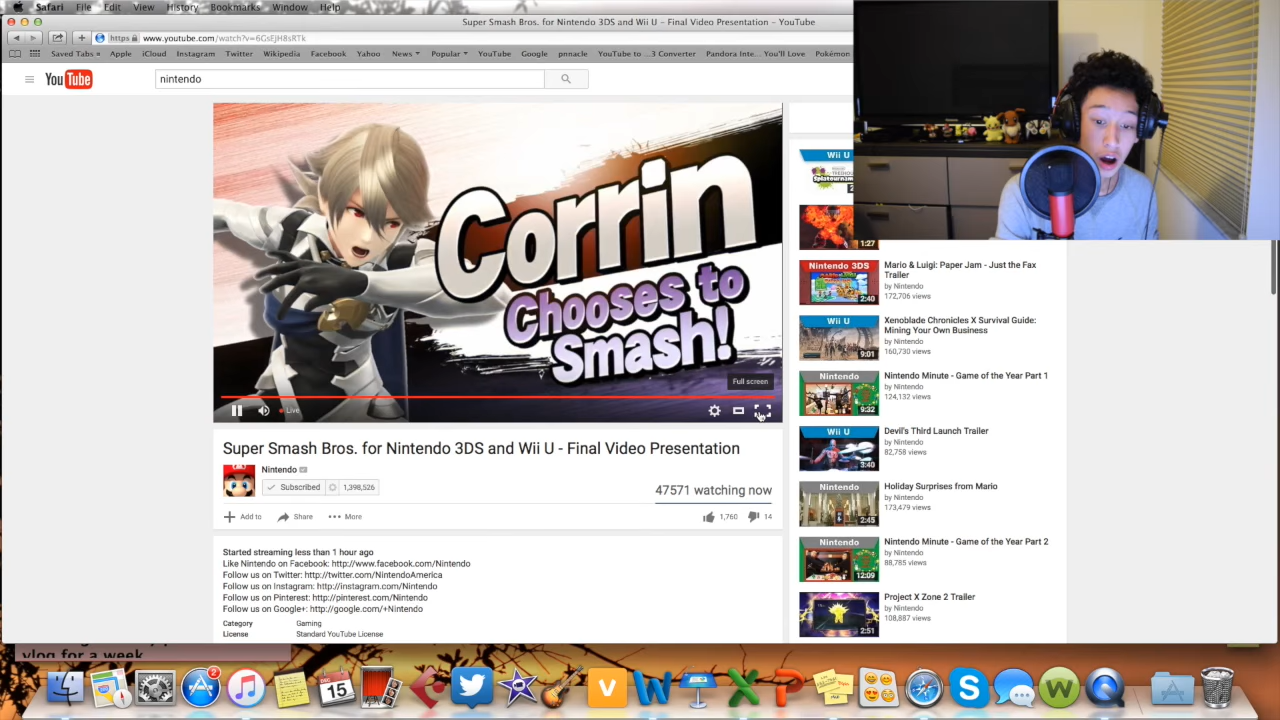 Safari File Edit View History Bookmarks Window Help
Super Smash Bros. for Nintendo 3DS and Wii U - Final Video Presentation - YouTube
https www.youtube.com/watch?v=6GsEJH8sRTk
Saved Tabs Apple iCloud Instagram Twitter Wikipedia Facebook Yahoo News Popular YouTube Google pnnacle YouTube to ...3 Converter Pandora Inte... You'll Love Pokémon
YouTube
nintendo
Corrin
Chooses to
Smash!
Full screen
Live
Super Smash Bros. for Nintendo 3DS and Wii U - Final Video Presentation
Nintendo
Subscribed 1,398,526
47571 watching now
Add to Share More
1,760 14
Started streaming less than 1 hour ago
Like Nintendo on Facebook: http://www.facebook.com/Nintendo
Follow us on Twitter: http://twitter.com/NintendoAmerica
Follow us on Instagram: http://instagram.com/Nintendo
Follow us on Pinterest: http://pinterest.com/Nintendo
Follow us on Google+: http://google.com/+Nintendo
Category Gaming
License Standard YouTube License
Wii U
1:27
Nintendo 3DS
2:40
Mario & Luigi: Paper Jam - Just the Fax
Trailer
by Nintendo
172,706 views
Wii U
9:01
Xenoblade Chronicles X Survival Guide:
Mining Your Own Business
by Nintendo
160,730 views
Nintendo
9:32
Nintendo Minute - Game of the Year Part 1
by Nintendo
124,132 views
Wii U
3:40
Devil's Third Launch Trailer
by Nintendo
82,758 views
Nintendo
2:45
Holiday Surprises from Mario
by Nintendo
173,479 views
Nintendo
12:09
Nintendo Minute - Game of the Year Part 2
by Nintendo
88,785 views
2:51
Project X Zone 2 Trailer
by Nintendo
108,887 views
vlog for a week
2
DEC
15